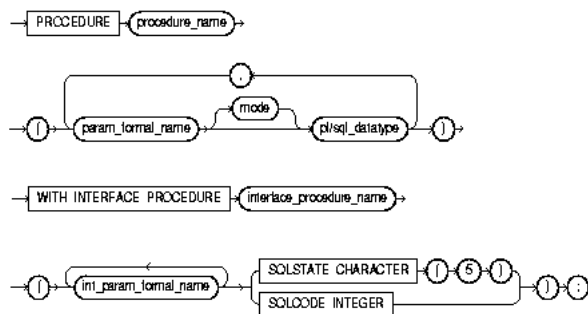 PROCEDURE procedure_name
,
mode
( param_formal_name pl/sql_datatype )
WITH INTERFACE PROCEDURE interface_procedure_name
SQLSTATE CHARACTER ( 5 )
( int_param_formal_name ) ;
SQLCODE INTEGER